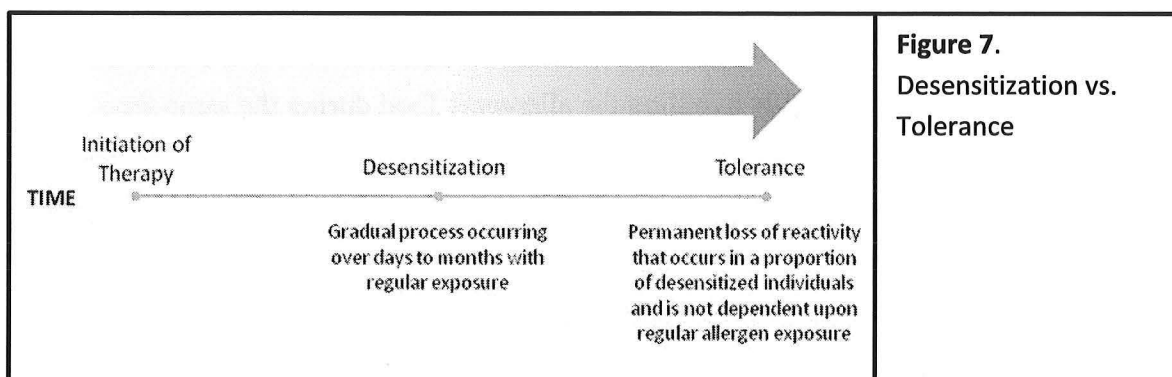 Figure 7.
Desensitization vs.
Tolerance
Initiation of
Therapy
Desensitization
Tolerance
TIME
Gradual process occurring
over days to months with
regular exposure
Permanent loss of reactivity
that occurs in a proportion
of desensitized individuals
and is not dependent upon
regular allergen exposure